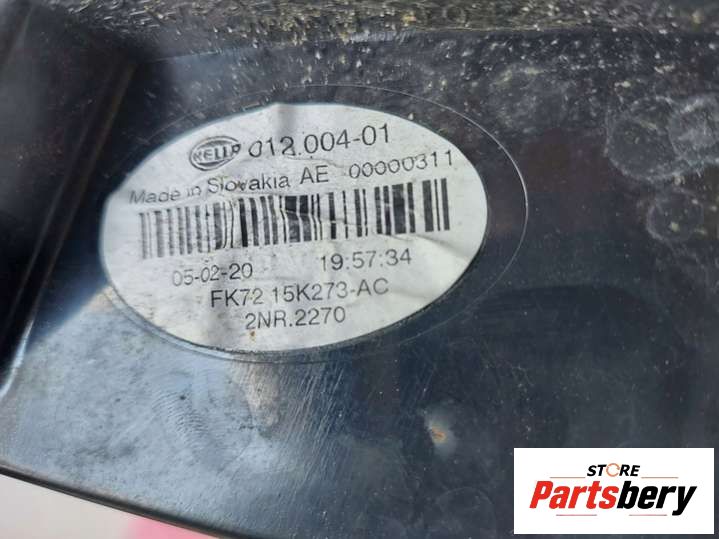 HELLA 012.004-01
Made in Slovakia AE 00000311
05-02-20 19:57:34
FK72 15K273-AC
2NR.2270
STORE
Partsbery